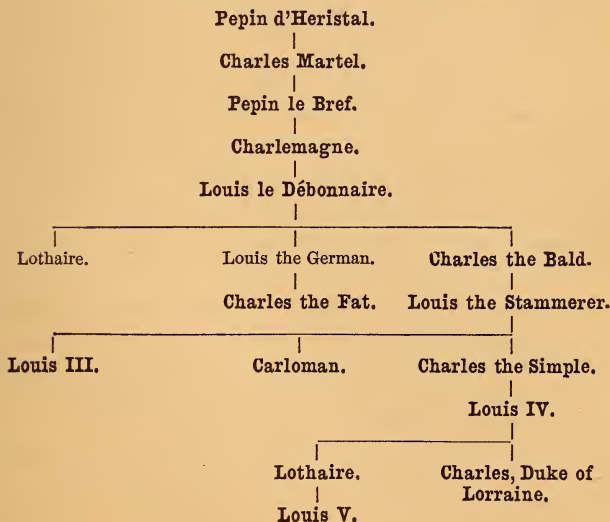 Pepin d'Heristal.
Charles Martel.
Pepin le Bref.
Charlemagne.
Louis le Débonnaire.
Lothaire. Louis the German. Charles the Bald.
Charles the Fat. Louis the Stammerer.
Louis III. Carloman. Charles the Simple.
Louis IV.
Lothaire. Charles, Duke of
Lorraine.
Louis V.